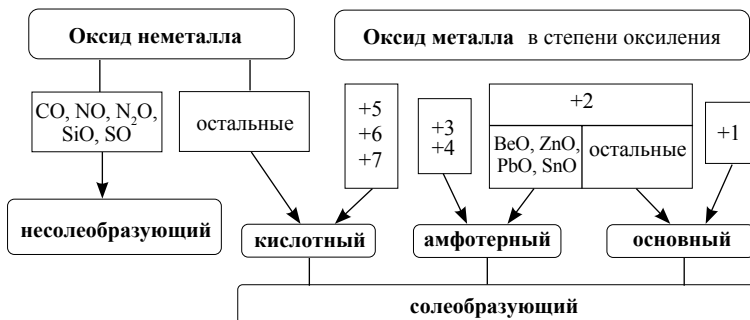 Оксид неметалла
Оксид металла в степени оксиления
CO, NO, N₂O,
SiO, SO
остальные
+5
+6
+7
+3
+4
+2
BeO, ZnO,
PbO, SnO
остальные
+1
несолеобразующий
кислотный
амфотерный
основный
солеобразующий